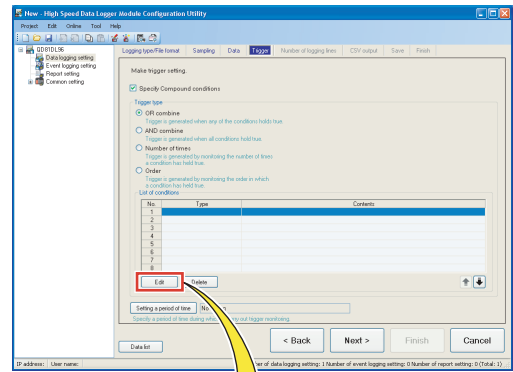 New - High Speed Data Logger Module Configuration Utility
Project Edit Online Tool Help
QD81DL96
Data logging setting
Event logging setting
Report setting
Common setting
Logging type/File format Sampling Data Trigger Number of logging lines CSV output Save Finish
Make trigger setting.
Specify Compound conditions
Trigger type
OR combine
Trigger is generated when any of the conditions holds true.
AND combine
Trigger is generated when all conditions hold true.
Number of times
Trigger is generated by monitoring the number of times
a condition has held true.
Order
Trigger is generated by monitoring the order in which
a condition has held true.
List of conditions
No. Type Contents
1
2
3
4
5
6
7
8
Edit Delete
Setting a period of time No
Specify a period of time during out trigger monitoring.
Data list < Back Next > Finish Cancel
IP address: User name: er of data logging setting: 1 Number of event logging setting: 0 Number of report setting: 0 (Total: 1)